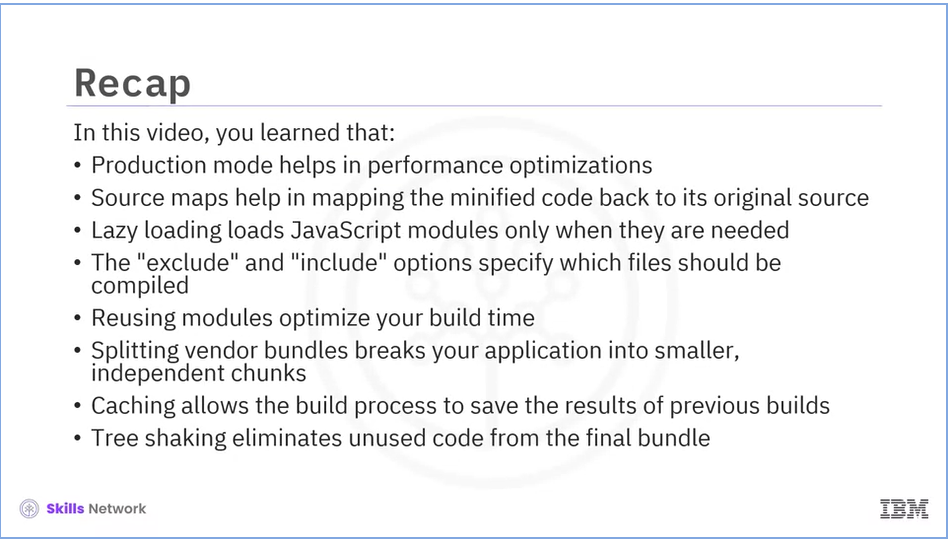 Recap
In this video, you learned that:
• Production mode helps in performance optimizations
• Source maps help in mapping the minified code back to its original source
• Lazy loading loads JavaScript modules only when they are needed
• The "exclude" and "include" options specify which files should be
compiled
• Reusing modules optimize your build time
• Splitting vendor bundles breaks your application into smaller,
independent chunks
• Caching allows the build process to save the results of previous builds
• Tree shaking eliminates unused code from the final bundle
Skills Network
IBM